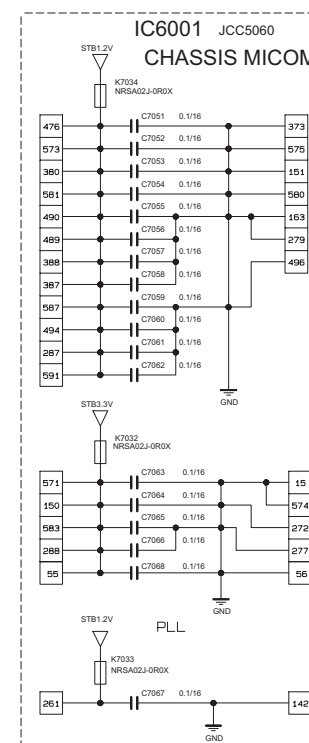 IC6001 JCC5060
CHASSIS MICOM
STB1.2V
K7034
NRSA02J-0R0X
476 C7051 0.1/16 373
573 C7052 0.1/16 575
380 C7053 0.1/16 151
581 C7054 0.1/16 580
490 C7055 0.1/16 163
489 C7056 0.1/16 279
388 C7057 0.1/16 496
387 C7058 0.1/16
587 C7059 0.1/16
494 C7060 0.1/16
287 C7061 0.1/16
591 C7062 0.1/16
GND
STB3.3V
K7032
NRSA02J-0R0X
571 C7063 0.1/16 15
150 C7064 0.1/16 574
583 C7065 0.1/16 272
288 C7066 0.1/16 277
55 C7068 0.1/16 56
GND
STB1.2V PLL
K7033
NRSA02J-0R0X
261 C7067 0.1/16 142
GND